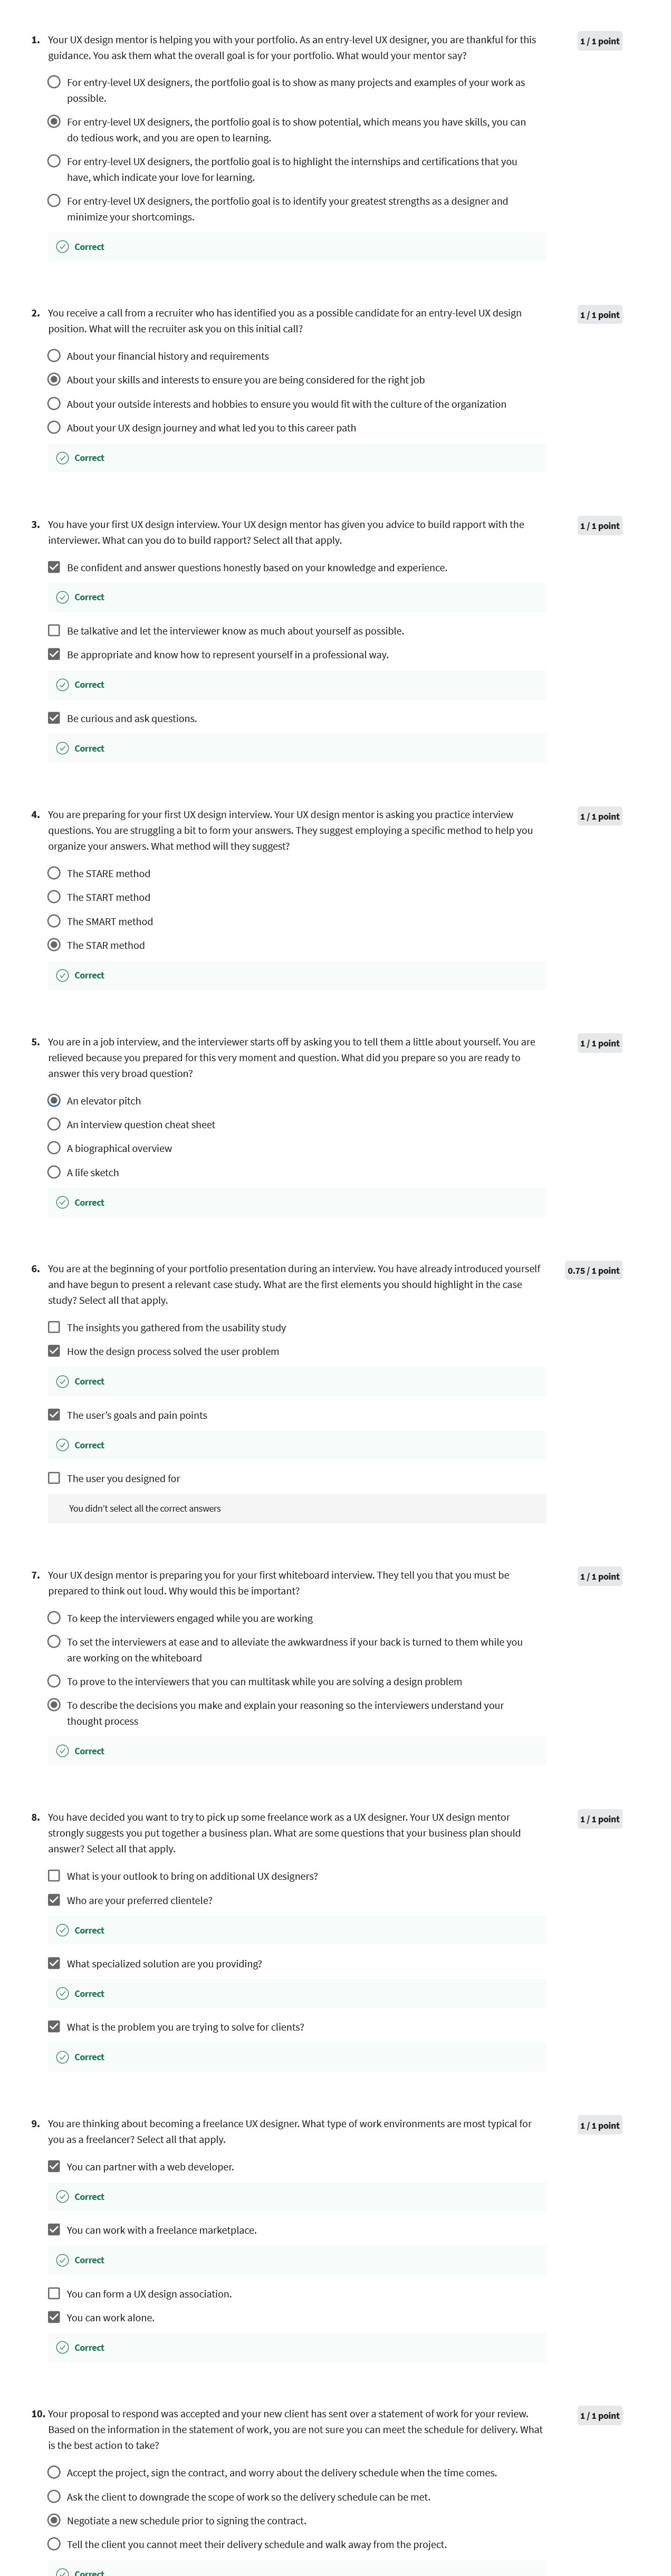 1. Your UX design mentor is helping you with your portfolio. As an entry-level UX designer, you are thankful for this
guidance. You ask them what the overall goal is for your portfolio. What would your mentor say?
1 / 1 point
For entry-level UX designers, the portfolio goal is to show as many projects and examples of your work as
possible.
For entry-level UX designers, the portfolio goal is to show potential, which means you have skills, you can
do tedious work, and you are open to learning.
For entry-level UX designers, the portfolio goal is to highlight the internships and certifications that you
have, which indicate your love for learning.
For entry-level UX designers, the portfolio goal is to identify your greatest strengths as a designer and
minimize your shortcomings.
Correct
2. You receive a call from a recruiter who has identified you as a possible candidate for an entry-level UX design
position. What will the recruiter ask you on this initial call?
1 / 1 point
About your financial history and requirements
About your skills and interests to ensure you are being considered for the right job
About your outside interests and hobbies to ensure you would fit with the culture of the organization
About your UX design journey and what led you to this career path
Correct
3. You have your first UX design interview. Your UX design mentor has given you advice to build rapport with the
interviewer. What can you do to build rapport? Select all that apply.
1 / 1 point
Be confident and answer questions honestly based on your knowledge and experience.
Correct
Be talkative and let the interviewer know as much about yourself as possible.
Be appropriate and know how to represent yourself in a professional way.
Correct
Be curious and ask questions.
Correct
4. You are preparing for your first UX design interview. Your UX design mentor is asking you practice interview
questions. You are struggling a bit to form your answers. They suggest employing a specific method to help you
organize your answers. What method will they suggest?
1 / 1 point
The STARE method
The START method
The SMART method
The STAR method
Correct
5. You are in a job interview, and the interviewer starts off by asking you to tell them a little about yourself. You are
relieved because you prepared for this very moment and question. What did you prepare so you are ready to
answer this very broad question?
1 / 1 point
An elevator pitch
An interview question cheat sheet
A biographical overview
A life sketch
Correct
6. You are at the beginning of your portfolio presentation during an interview. You have already introduced yourself
and have begun to present a relevant case study. What are the first elements you should highlight in the case
study? Select all that apply.
0.75 / 1 point
The insights you gathered from the usability study
How the design process solved the user problem
Correct
The user's goals and pain points
Correct
The user you designed for
You didn't select all the correct answers
7. Your UX design mentor is preparing you for your first whiteboard interview. They tell you that you must be
prepared to think out loud. Why would this be important?
1 / 1 point
To keep the interviewers engaged while you are working
To set the interviewers at ease and to alleviate the awkwardness if your back is turned to them while you
are working on the whiteboard
To prove to the interviewers that you can multitask while you are solving a design problem
To describe the decisions you make and explain your reasoning so the interviewers understand your
thought process
Correct
8. You have decided you want to try to pick up some freelance work as a UX designer. Your UX design mentor
strongly suggests you put together a business plan. What are some questions that your business plan should
answer? Select all that apply.
1 / 1 point
What is your outlook to bring on additional UX designers?
Who are your preferred clientele?
Correct
What specialized solution are you providing?
Correct
What is the problem you are trying to solve for clients?
Correct
9. You are thinking about becoming a freelance UX designer. What type of work environments are most typical for
you as a freelancer? Select all that apply.
1 / 1 point
You can partner with a web developer.
Correct
You can work with a freelance marketplace.
Correct
You can form a UX design association.
You can work alone.
Correct
10. Your proposal to respond was accepted and your new client has sent over a statement of work for your review.
Based on the information in the statement of work, you are not sure you can meet the schedule for delivery. What
is the best action to take?
1 / 1 point
Accept the project, sign the contract, and worry about the delivery schedule when the time comes.
Ask the client to downgrade the scope of work so the delivery schedule can be met.
Negotiate a new schedule prior to signing the contract.
Tell the client you cannot meet their delivery schedule and walk away from the project.
Correct